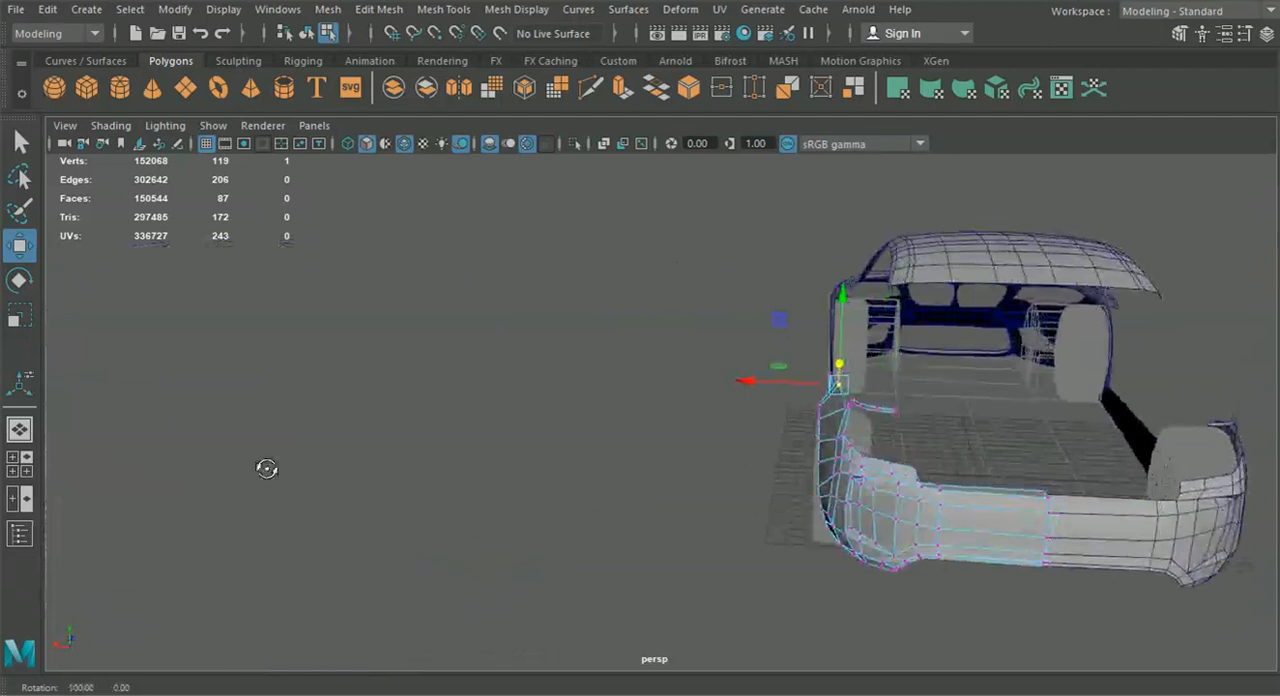 File Edit Create Select Modify Display Windows Mesh Edit Mesh Mesh Tools Mesh Display Curves Surfaces Deform UV Generate Cache Arnold Help Workspace : Modeling - Standard
Modeling No Live Surface Sign In
Curves / Surfaces Polygons Sculpting Rigging Animation Rendering FX FX Caching Custom Arnold Bifrost MASH Motion Graphics XGen
T SVG
View Shading Lighting Show Renderer Panels
0.00 1.00 sRGB gamma
Verts: 152068 119 1
Edges: 302642 206 0
Faces: 150544 87 0
Tris: 297485 172 0
UVs: 336727 243 0
persp
M
Rotation: 0.00